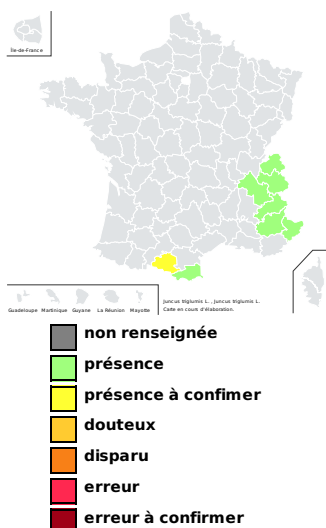 Île-de-France
Juncus triglumis L. , Juncus triglumis L.
Carte en cours d'élaboration.
Guadeloupe Martinique Guyane La Réunion Mayotte
non renseignée
présence
présence à confimer
douteux
disparu
erreur
erreur à confirmer